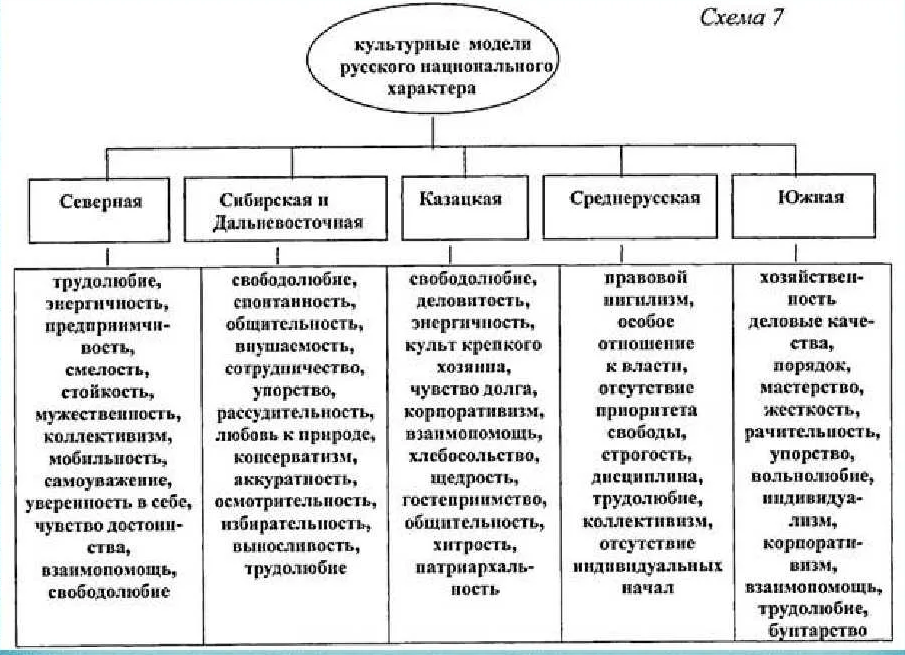 Схема 7
культурные модели
русского национального
характера
Северная
Сибирская и
Дальневосточная
Казацкая
Среднерусская
Южная
трудолюбие,
энергичность,
предприимчи-
вость,
смелость,
стойкость,
мужественность,
коллективизм,
мобильность,
самоуважение,
уверенность в себе,
чувство достоин-
ства,
взаимопомощь,
свободолюбие
свободолюбие,
спонтанность,
общительность,
внушаемость,
сотрудничество,
упорство,
рассудительность,
любовь к природе,
консерватизм,
аккуратность,
осмотрительность,
избирательность,
выносливость,
трудолюбие
свободолюбие,
деловитость,
энергичность,
культ крепкого
хозяина,
чувство долга,
корпоративизм,
взаимопомощь,
хлебосольство,
щедрость,
гостеприимство,
общительность,
хитрость,
патриархаль-
ность
правовой
нигилизм,
особое
отношение
к власти,
отсутствие
приоритета
свободы,
строгость,
дисциплина,
трудолюбие,
коллективизм,
отсутствие
индивидуальных
начал
хозяйствен-
ность
деловые каче-
ства,
порядок,
мастерство,
жесткость,
рачительность,
упорство,
вольнолюбие,
индивидуа-
лизм,
корпорати-
визм,
взаимопомощь,
трудолюбие,
бунтарство